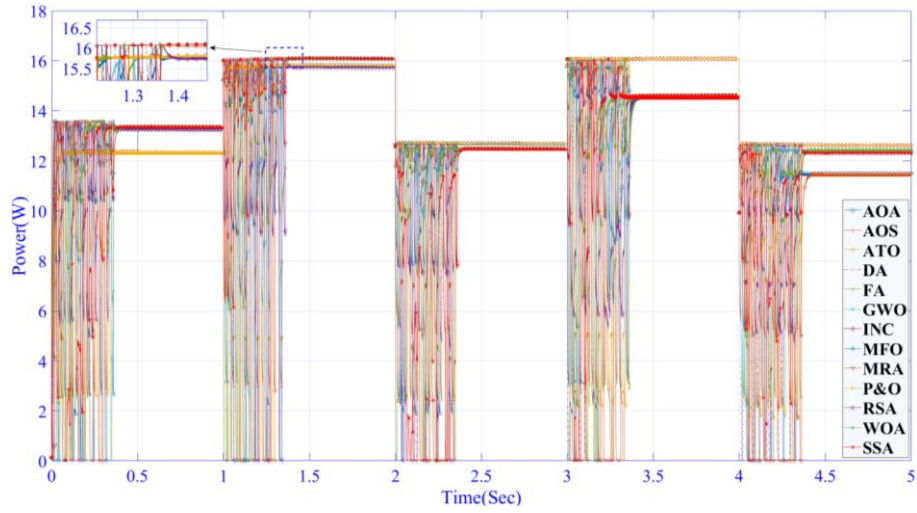 18
16
14
12
10
8
6
4
2
0
Power(W)
16.5
16
15.5
1.3 1.4
AOA
AOS
ATO
DA
FA
GWO
INC
MFO
MRA
P&O
RSA
WOA
SSA
0 0.5 1 1.5 2 2.5 3 3.5 4 4.5 5
Time(Sec)